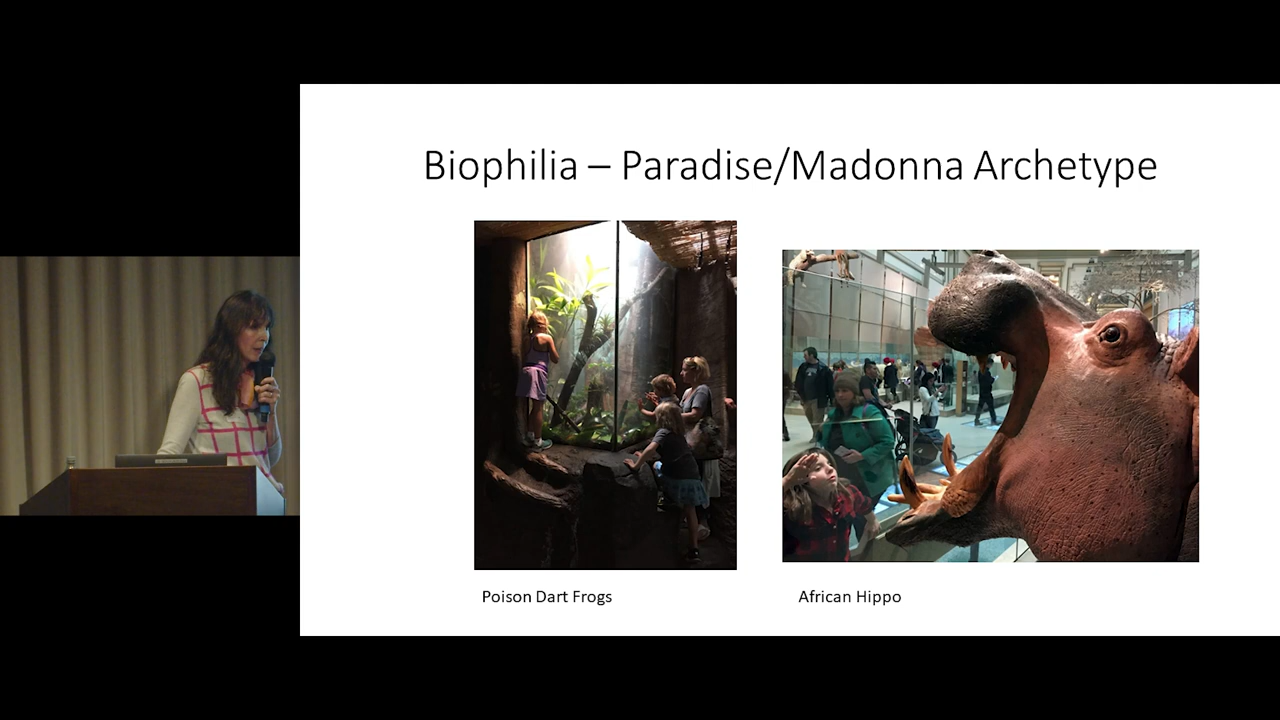 Biophilia – Paradise/Madonna Archetype
Poison Dart Frogs
African Hippo